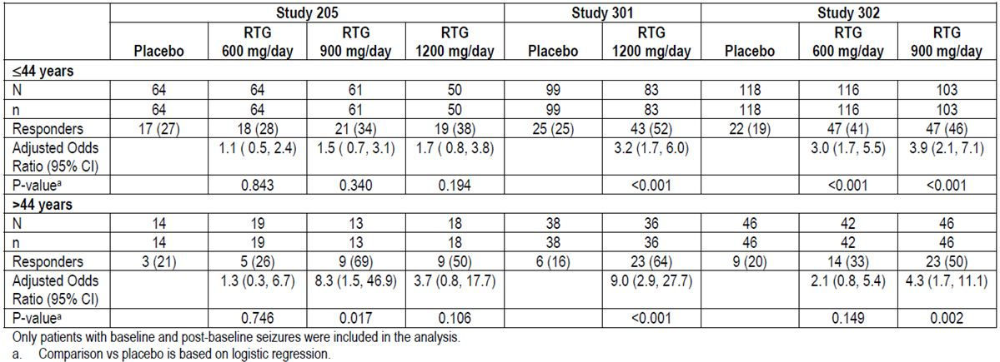 Study 205 Study 301 Study 302
Placebo RTG 600 mg/day RTG 900 mg/day RTG 1200 mg/day Placebo RTG 1200 mg/day Placebo RTG 600 mg/day RTG 900 mg/day
≤44 years
N 64 64 61 50 99 83 118 116 103
n 64 64 61 50 99 83 118 116 103
Responders 17 (27) 18 (28) 21 (34) 19 (38) 25 (25) 43 (52) 22 (19) 47 (41) 47 (46)
Adjusted Odds Ratio (95% CI) 1.1 ( 0.5, 2.4) 1.5 ( 0.7, 3.1) 1.7 ( 0.8, 3.8) 3.2 (1.7, 6.0) 3.0 (1.7, 5.5) 3.9 (2.1, 7.1)
P-valueᵃ 0.843 0.340 0.194 <0.001 <0.001 <0.001
>44 years
N 14 19 13 18 38 36 46 42 46
n 14 19 13 18 38 36 46 42 46
Responders 3 (21) 5 (26) 9 (69) 9 (50) 6 (16) 23 (64) 9 (20) 14 (33) 23 (50)
Adjusted Odds Ratio (95% CI) 1.3 (0.3, 6.7) 8.3 (1.5, 46.9) 3.7 (0.8, 17.7) 9.0 (2.9, 27.7) 2.1 (0.8, 5.4) 4.3 (1.7, 11.1)
P-valueᵃ 0.746 0.017 0.106 <0.001 0.149 0.002
Only patients with baseline and post-baseline seizures were included in the analysis.
a. Comparison vs placebo is based on logistic regression.